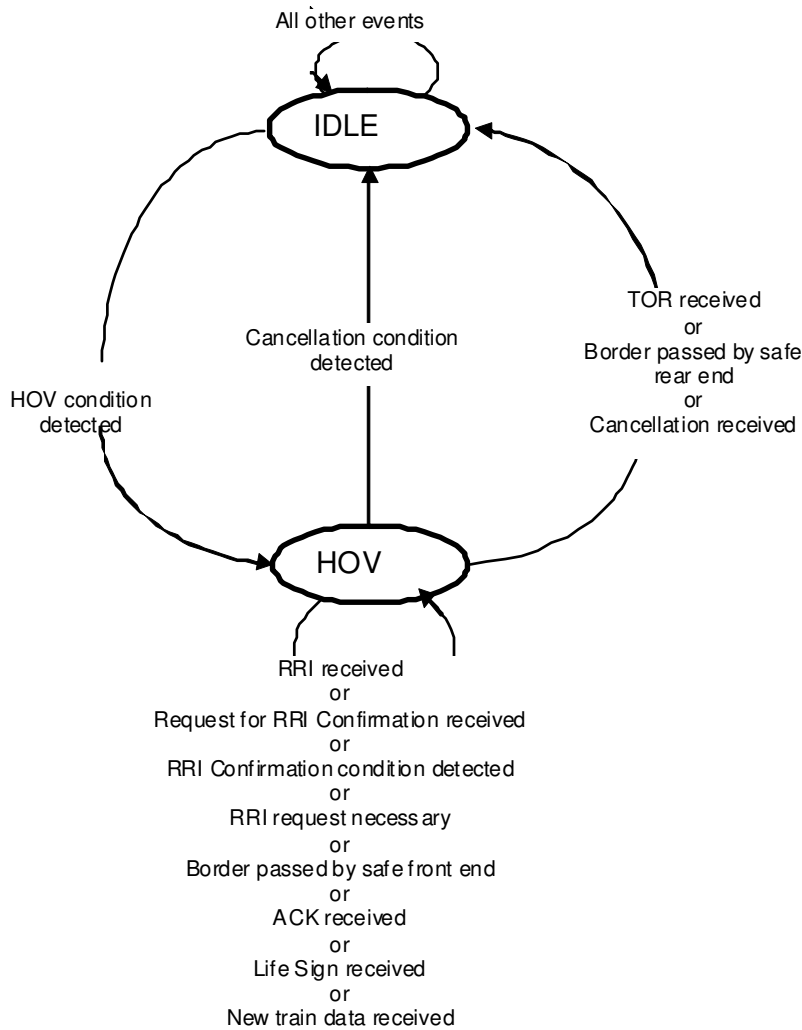 All other events
IDLE
TOR received
or
Border passed by safe
rear end
or
Cancellation received
Cancellation condition
detected
HOV condition
detected
HOV
RRI received
or
Request for RRI Confirmation received
or
RRI Confirmation condition detected
or
RRI request necessary
or
Border passed by safe front end
or
ACK received
or
Life Sign received
or
New train data received